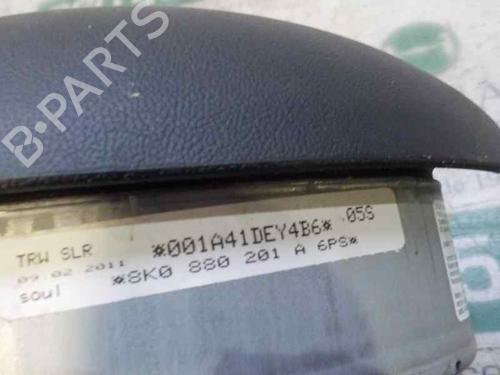 B-PARTS
TRW SLR
*001A41DEY4B6* 05S
09.02 2011
*8K0 880 201 A 6PS*
soul